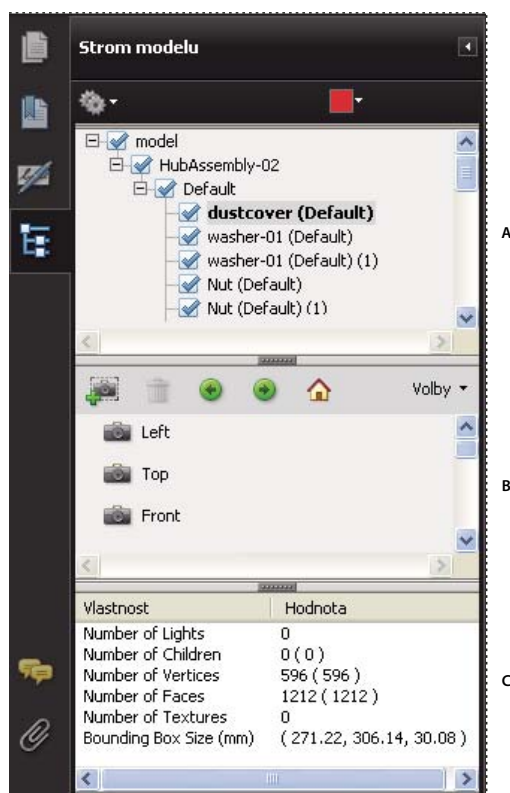 Strom modelu
model
HubAssembly-02
Default
dustcover (Default)
washer-01 (Default)
washer-01 (Default) (1)
Nut (Default)
Nut (Default) (1)
A
Volby
Left
Top
Front
B
Vlastnost Hodnota
Number of Lights 0
Number of Children 0 ( 0 )
Number of Vertices 596 ( 596 )
Number of Faces 1212 ( 1212 )
Number of Textures 0
Bounding Box Size (mm) ( 271.22, 306.14, 30.08 )
C